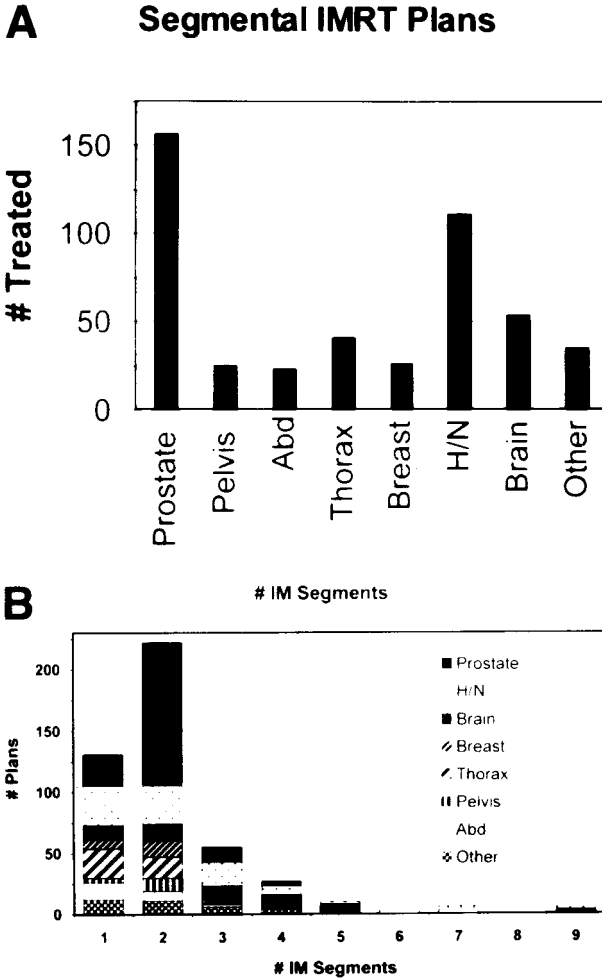 A
Segmental IMRT Plans
# Treated
150
100
50
0
Prostate
Pelvis
Abd
Thorax
Breast
H/N
Brain
Other
B
# IM Segments
# Plans
200
150
100
50
0
Prostate
H/N
Brain
Breast
Thorax
Pelvis
Abd
Other
1 2 3 4 5 6 7 8 9
# IM Segments